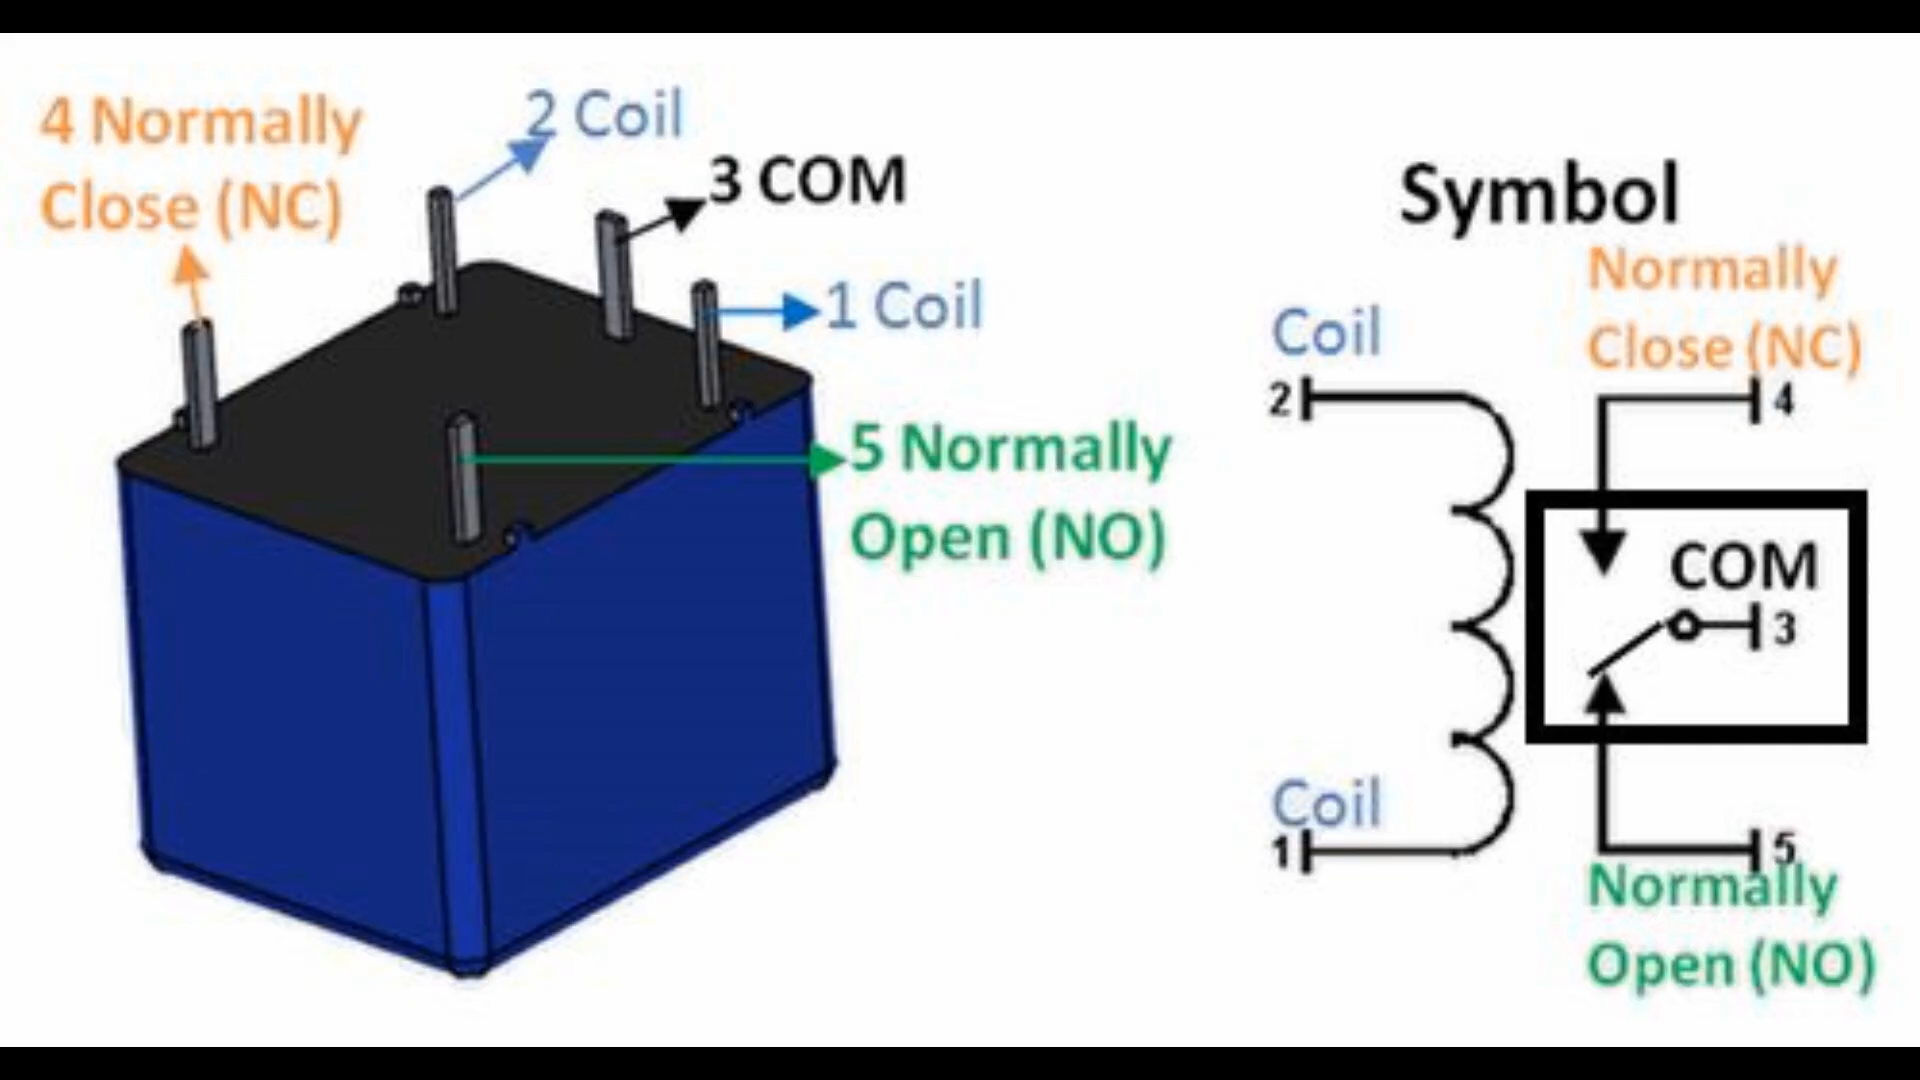 4 Normally
Close (NC)
2 Coil
3 COM
1 Coil
5 Normally
Open (NO)
Symbol
Normally
Close (NC)
Coil
2
4
COM
3
Coil
1
5
Normally
Open (NO)